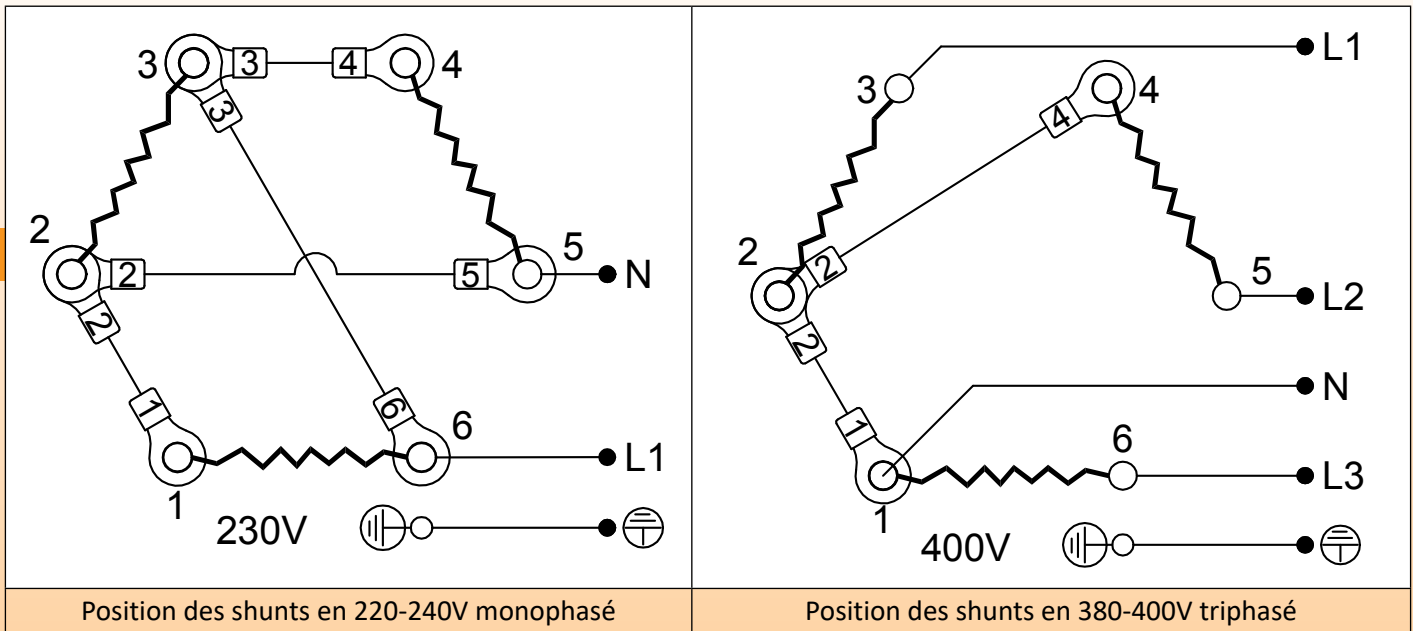 3 3 4 4
3
2
2 5 5 N
2
1 6
6
L1
1
230V
Position des shunts en 220-240V monophasé
L1
3 4
4
2
2
5 L2
2
N
1
6
L3
1
400V
Position des shunts en 380-400V triphasé